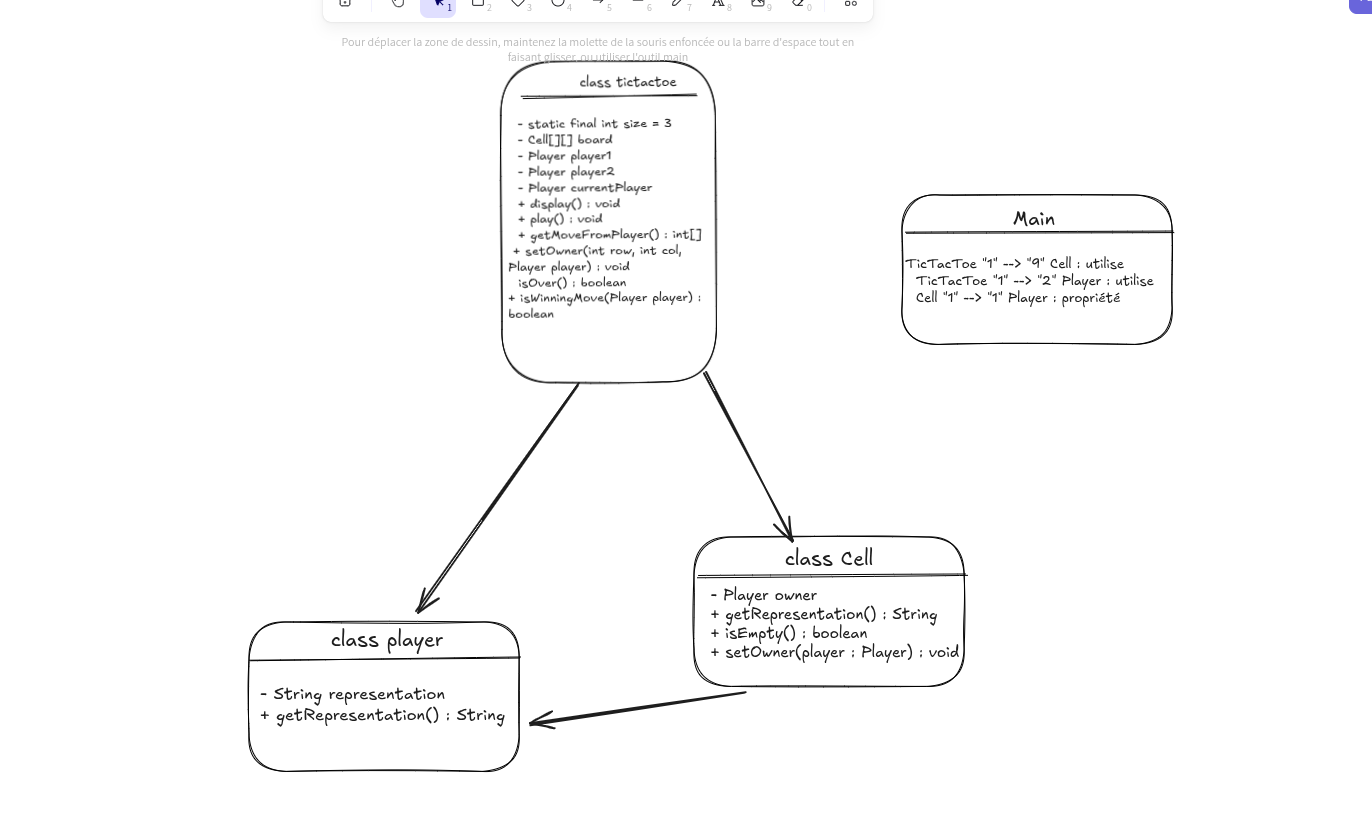 1
2
3
4
5
6
7
8
9
0
Pour déplacer la zone de dessin, maintenez la molette de la souris enfoncée ou la barre d'espace tout en
faisant glisser, ou utiliser l'outil main
class tictactoe
- static final int size = 3
- Cell[][] board
- Player player1
- Player player2
- Player currentPlayer
+ display() : void
+ play() : void
+ getMoveFromPlayer() : int[]
+ setOwner(int row, int col,
Player player) : void
isOver() : boolean
+ isWinningMove(Player player) :
boolean
Main
TicTacToe "1" --> "9" Cell : utilise
TicTacToe "1" --> "2" Player : utilise
Cell "1" --> "1" Player : propriété
class Cell
- Player owner
+ getRepresentation() : String
+ isEmpty() : boolean
+ setOwner(player : Player) : void
class player
- String representation
+ getRepresentation() : String